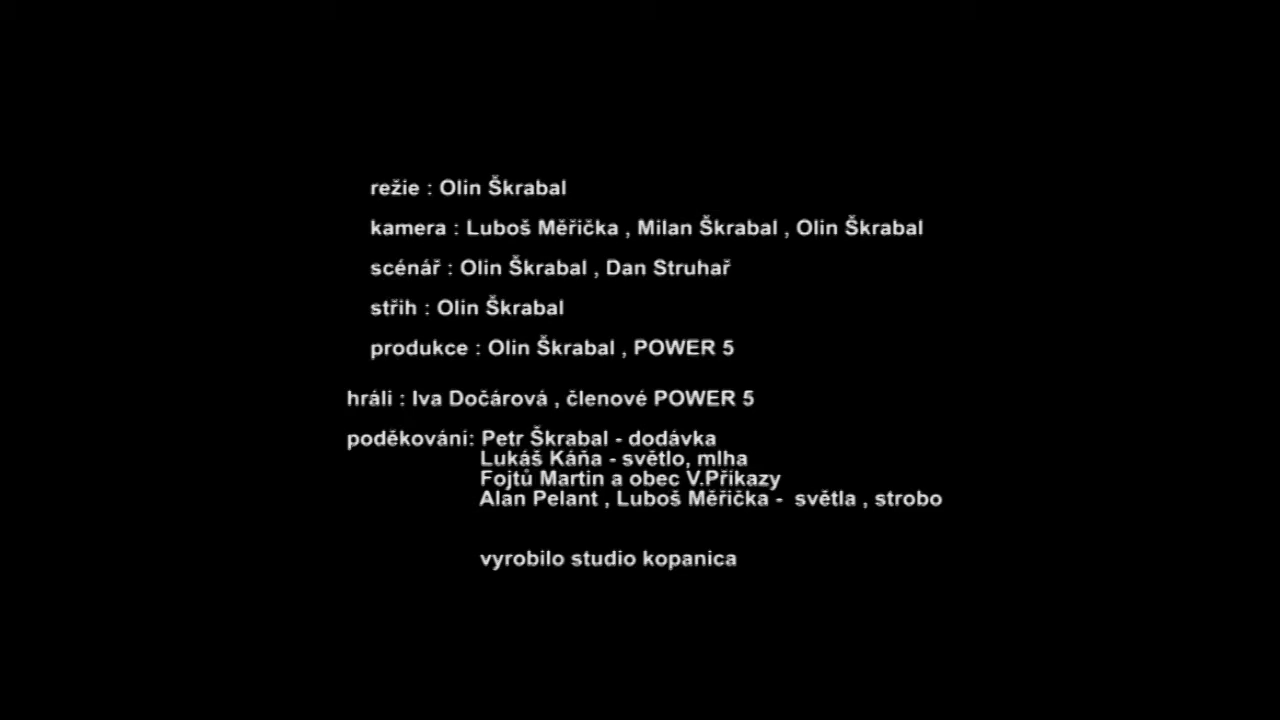 režie : Olin Škrabal
kamera : Luboš Měřička , Milan Škrabal , Olin Škrabal
scénář : Olin Škrabal , Dan Struhař
střih : Olin Škrabal
produkce : Olin Škrabal , POWER 5
hráli : Iva Dočárová , členové POWER 5
poděkování: Petr Škrabal - dodávka
Lukáš Káňa - světlo, mlha
Fojtů Martin a obec V.Příkazy
Alan Pelant , Luboš Měřička - světla , strobo
vyrobilo studio kopanica